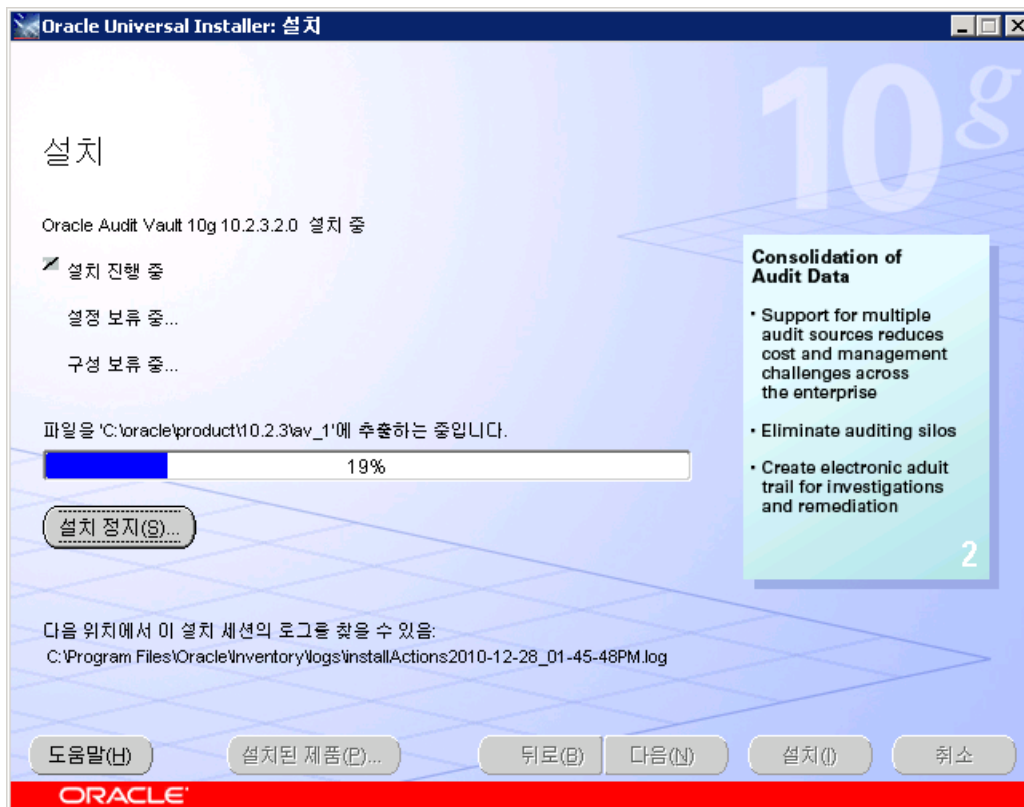 Oracle Universal Installer: 설치
10g
설치
Oracle Audit Vault 10g 10.2.3.2.0 설치 중
설치 진행 중
설정 보류 중...
구성 보류 중...
파일을 'C:\oracle\product\10.2.3\av_1'에 추출하는 중입니다.
19%
설치 정지(S)...
Consolidation of
Audit Data
· Support for multiple
audit sources reduces
cost and management
challenges across
the enterprise
· Eliminate auditing silos
· Create electronic aduit
trail for investigations
and remediation
2
다음 위치에서 이 설치 세션의 로그를 찾을 수 있음:
C:\Program Files\Oracle\Inventory\logs\installActions2010-12-28_01-45-48PM.log
도움말(H)
설치된 제품(P)...
뒤로(B)
다음(N)
설치(I)
취소
ORACLE